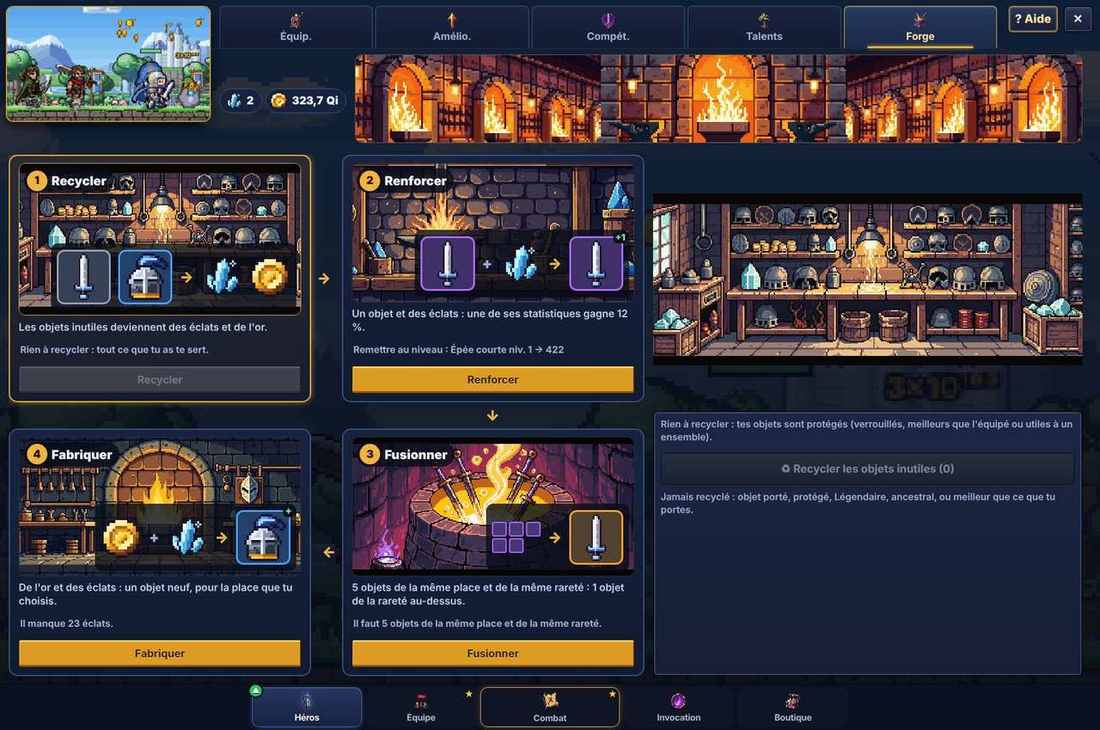 Équip.
Amélio.
Compét.
Talents
Forge
? Aide
×
2
323,7 Qi
1 Recycler
Les objets inutiles deviennent des éclats et de l'or.
Rien à recycler : tout ce que tu as te sert.
Recycler
2 Renforcer
+1
Un objet et des éclats : une de ses statistiques gagne 12
%.
Remettre au niveau : Épée courte niv. 1 → 422
Renforcer
4 Fabriquer
De l'or et des éclats : un objet neuf, pour la place que tu
choisis.
Il manque 23 éclats.
Fabriquer
3 Fusionner
5 objets de la même place et de la même rareté : 1 objet
de la rareté au-dessus.
Il faut 5 objets de la même place et de la même rareté.
Fusionner
3×10
Rien à recycler : tes objets sont protégés (verrouillés, meilleurs que l'équipé ou utiles à un
ensemble).
♻ Recycler les objets inutiles (0)
Jamais recyclé : objet porté, protégé, Légendaire, ancestral, ou meilleur que ce que tu
portes.
Héros
Équipe
Combat
Invocation
Boutique